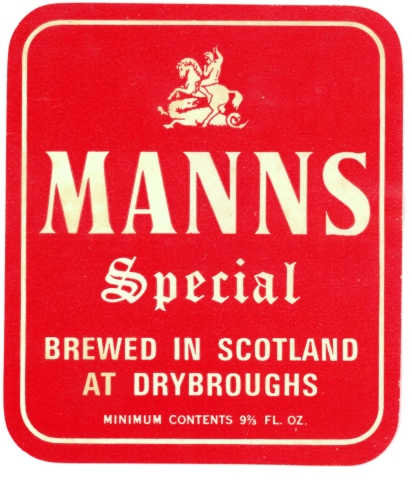 MANNS
Special
BREWED IN SCOTLAND
AT DRYBROUGHS
MINIMUM CONTENTS 9⅔ FL. OZ.